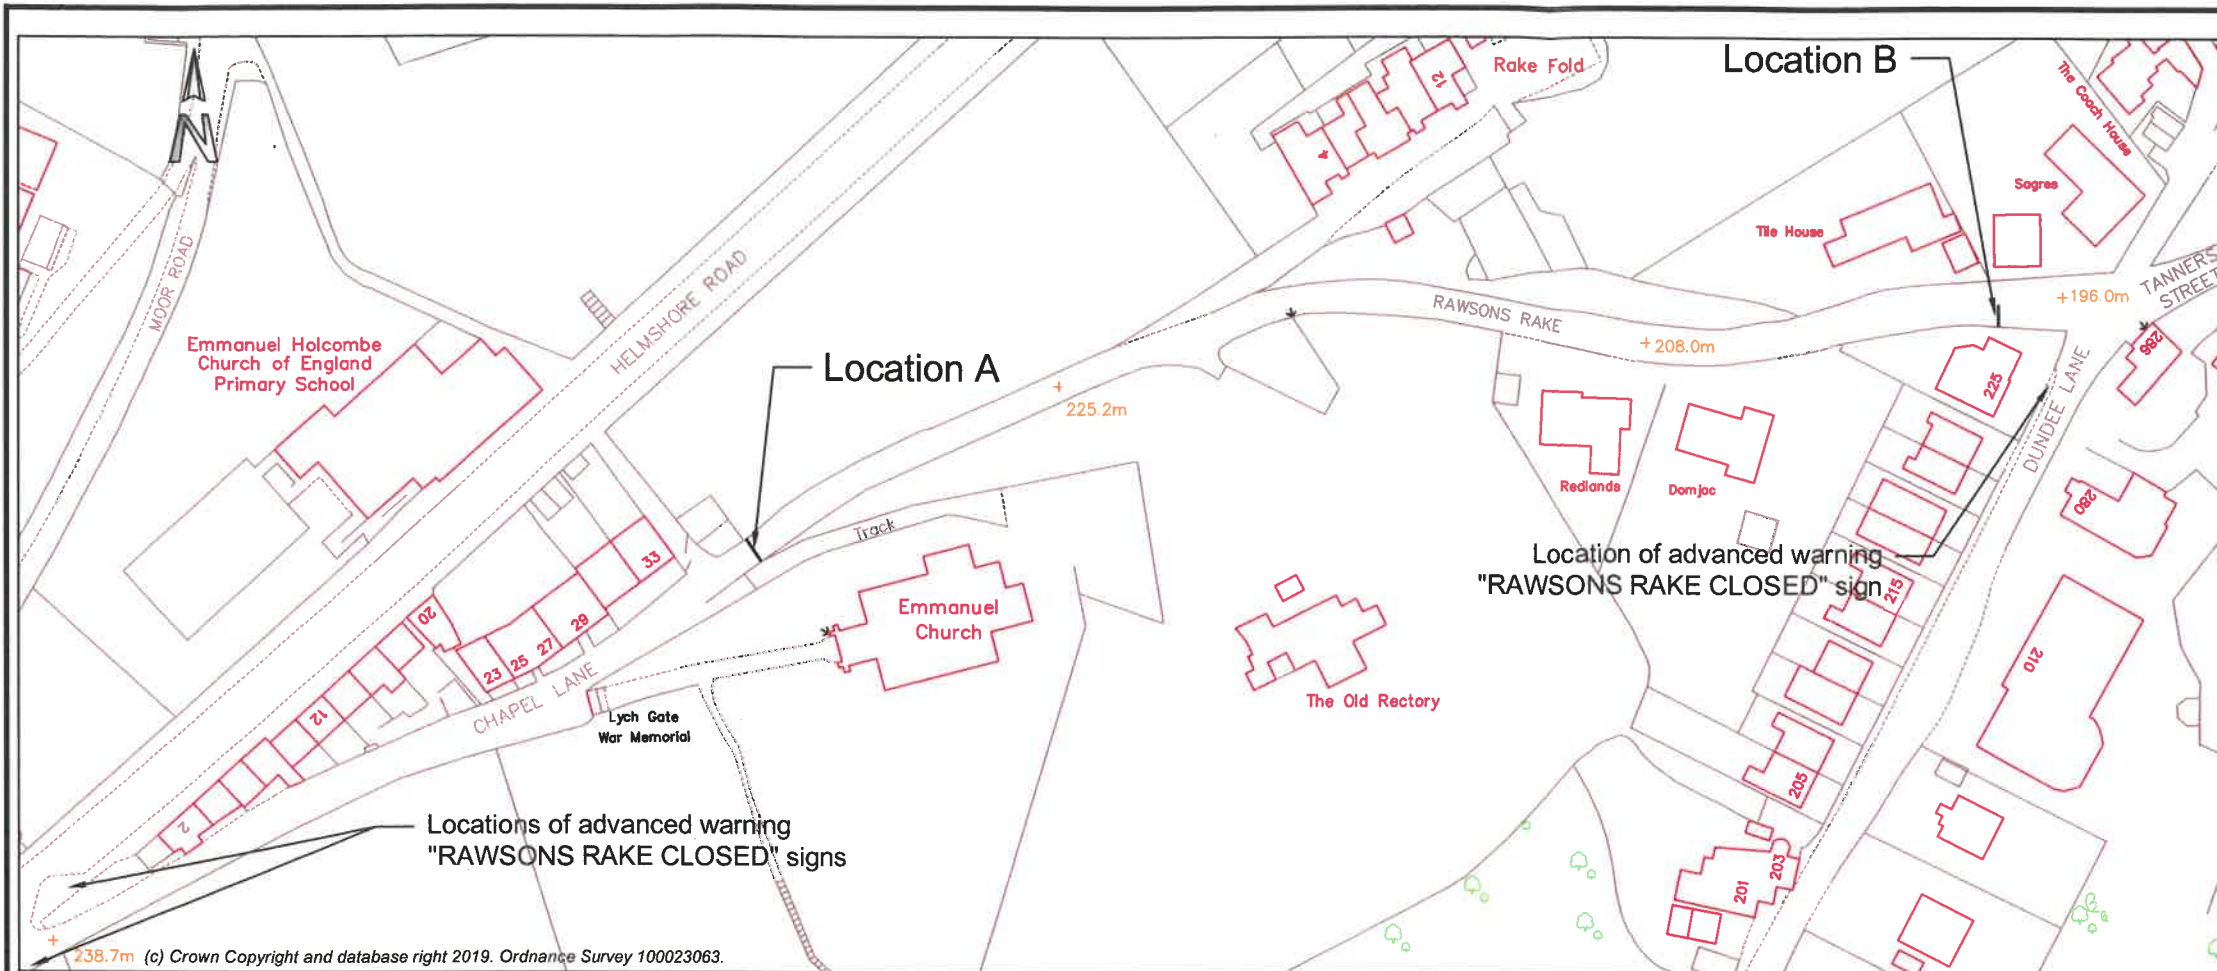 N
MOOR ROAD
Emmanuel Holcombe
Church of England
Primary School
HELMSHORE ROAD
Location A
225.2m
Rake Fold
12
4
Location B
The Coach House
Sagres
Tile House
TANNERS
STREET
196.0m
RAWSONS RAKE
208.0m
286
225
DUNDEE LANE
Redlands
Domjac
280
Location of advanced warning
"RAWSONS RAKE CLOSED" sign
215
210
205
203
201
Track
33
Emmanuel
Church
20
29
27
25
23
CHAPEL LANE
Lych Gate
War Memorial
The Old Rectory
12
2
Locations of advanced warning
"RAWSONS RAKE CLOSED" signs
238.7m
(c) Crown Copyright and database right 2019. Ordnance Survey 100023063.